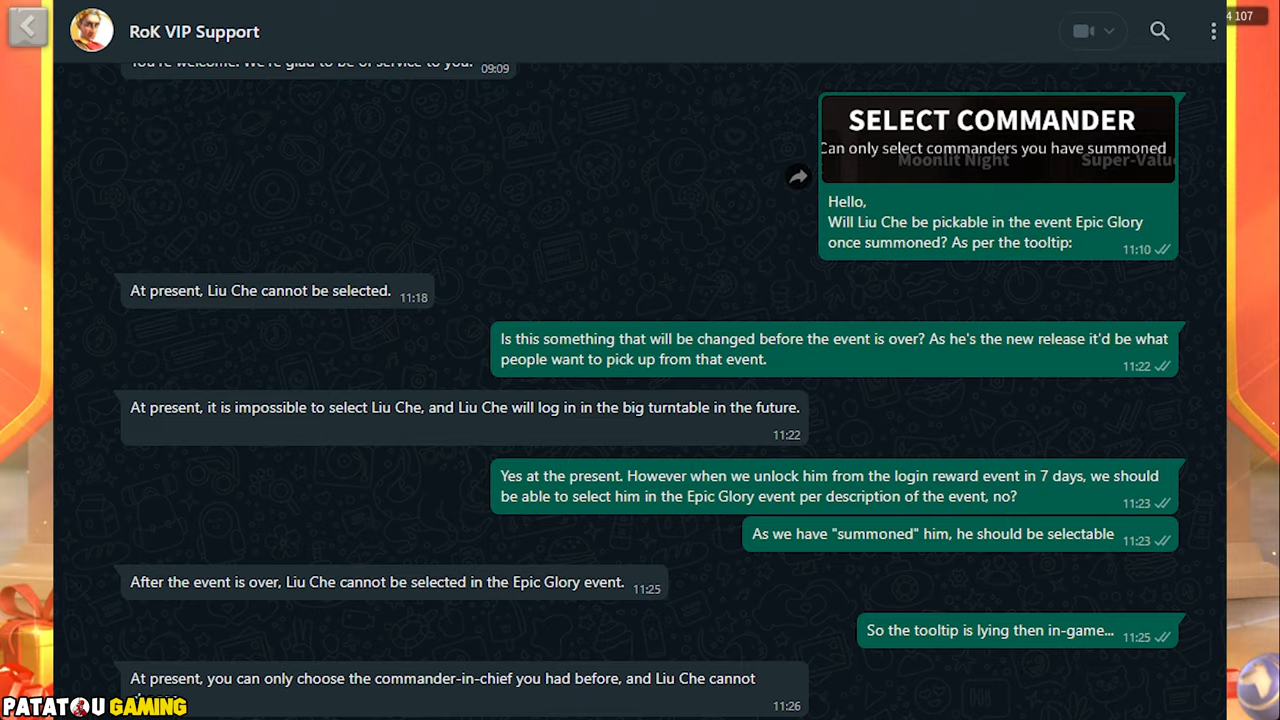 4 107
RoK VIP Support
You're welcome. We're glad to be of service to you.
09:09
SELECT COMMANDER
Can only select commanders you have summoned
Moonlit Night Super-Valu
Hello,
Will Liu Che be pickable in the event Epic Glory
once summoned? As per the tooltip:
11:10
At present, Liu Che cannot be selected.
11:18
Is this something that will be changed before the event is over? As he's the new release it'd be what
people want to pick up from that event.
11:22
At present, it is impossible to select Liu Che, and Liu Che will log in in the big turntable in the future.
11:22
Yes at the present. However when we unlock him from the login reward event in 7 days, we should
be able to select him in the Epic Glory event per description of the event, no?
11:23
As we have "summoned" him, he should be selectable
11:23
After the event is over, Liu Che cannot be selected in the Epic Glory event.
11:25
So the tooltip is lying then in-game...
11:25
At present, you can only choose the commander-in-chief you had before, and Liu Che cannot
11:26
PATATOU GAMING